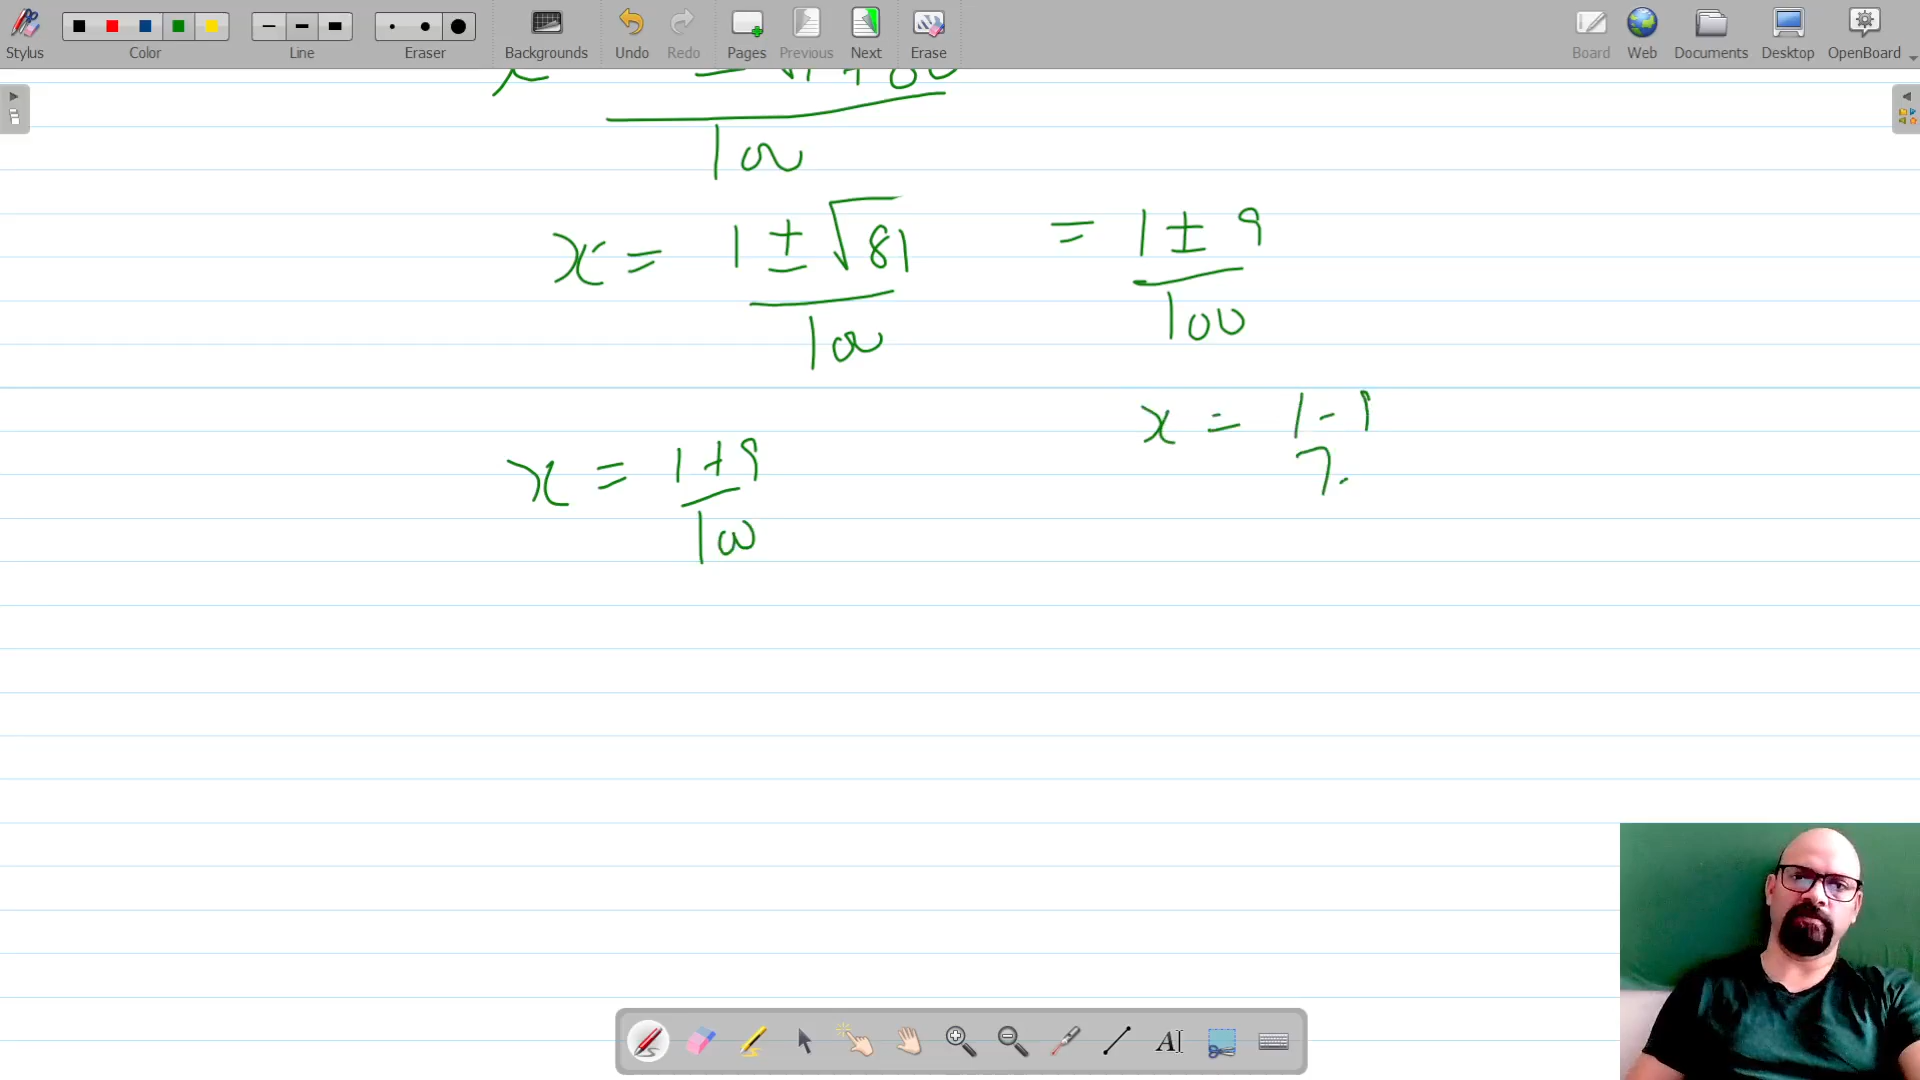 Stylus Color Line Eraser Backgrounds Undo Redo Pages Previous Next Erase Board Web Documents Desktop OpenBoard
100
x = 1 ± √81 / 100 = 1 ± 9 / 100
x = 1 - 9
x = 1 + 9 / 100